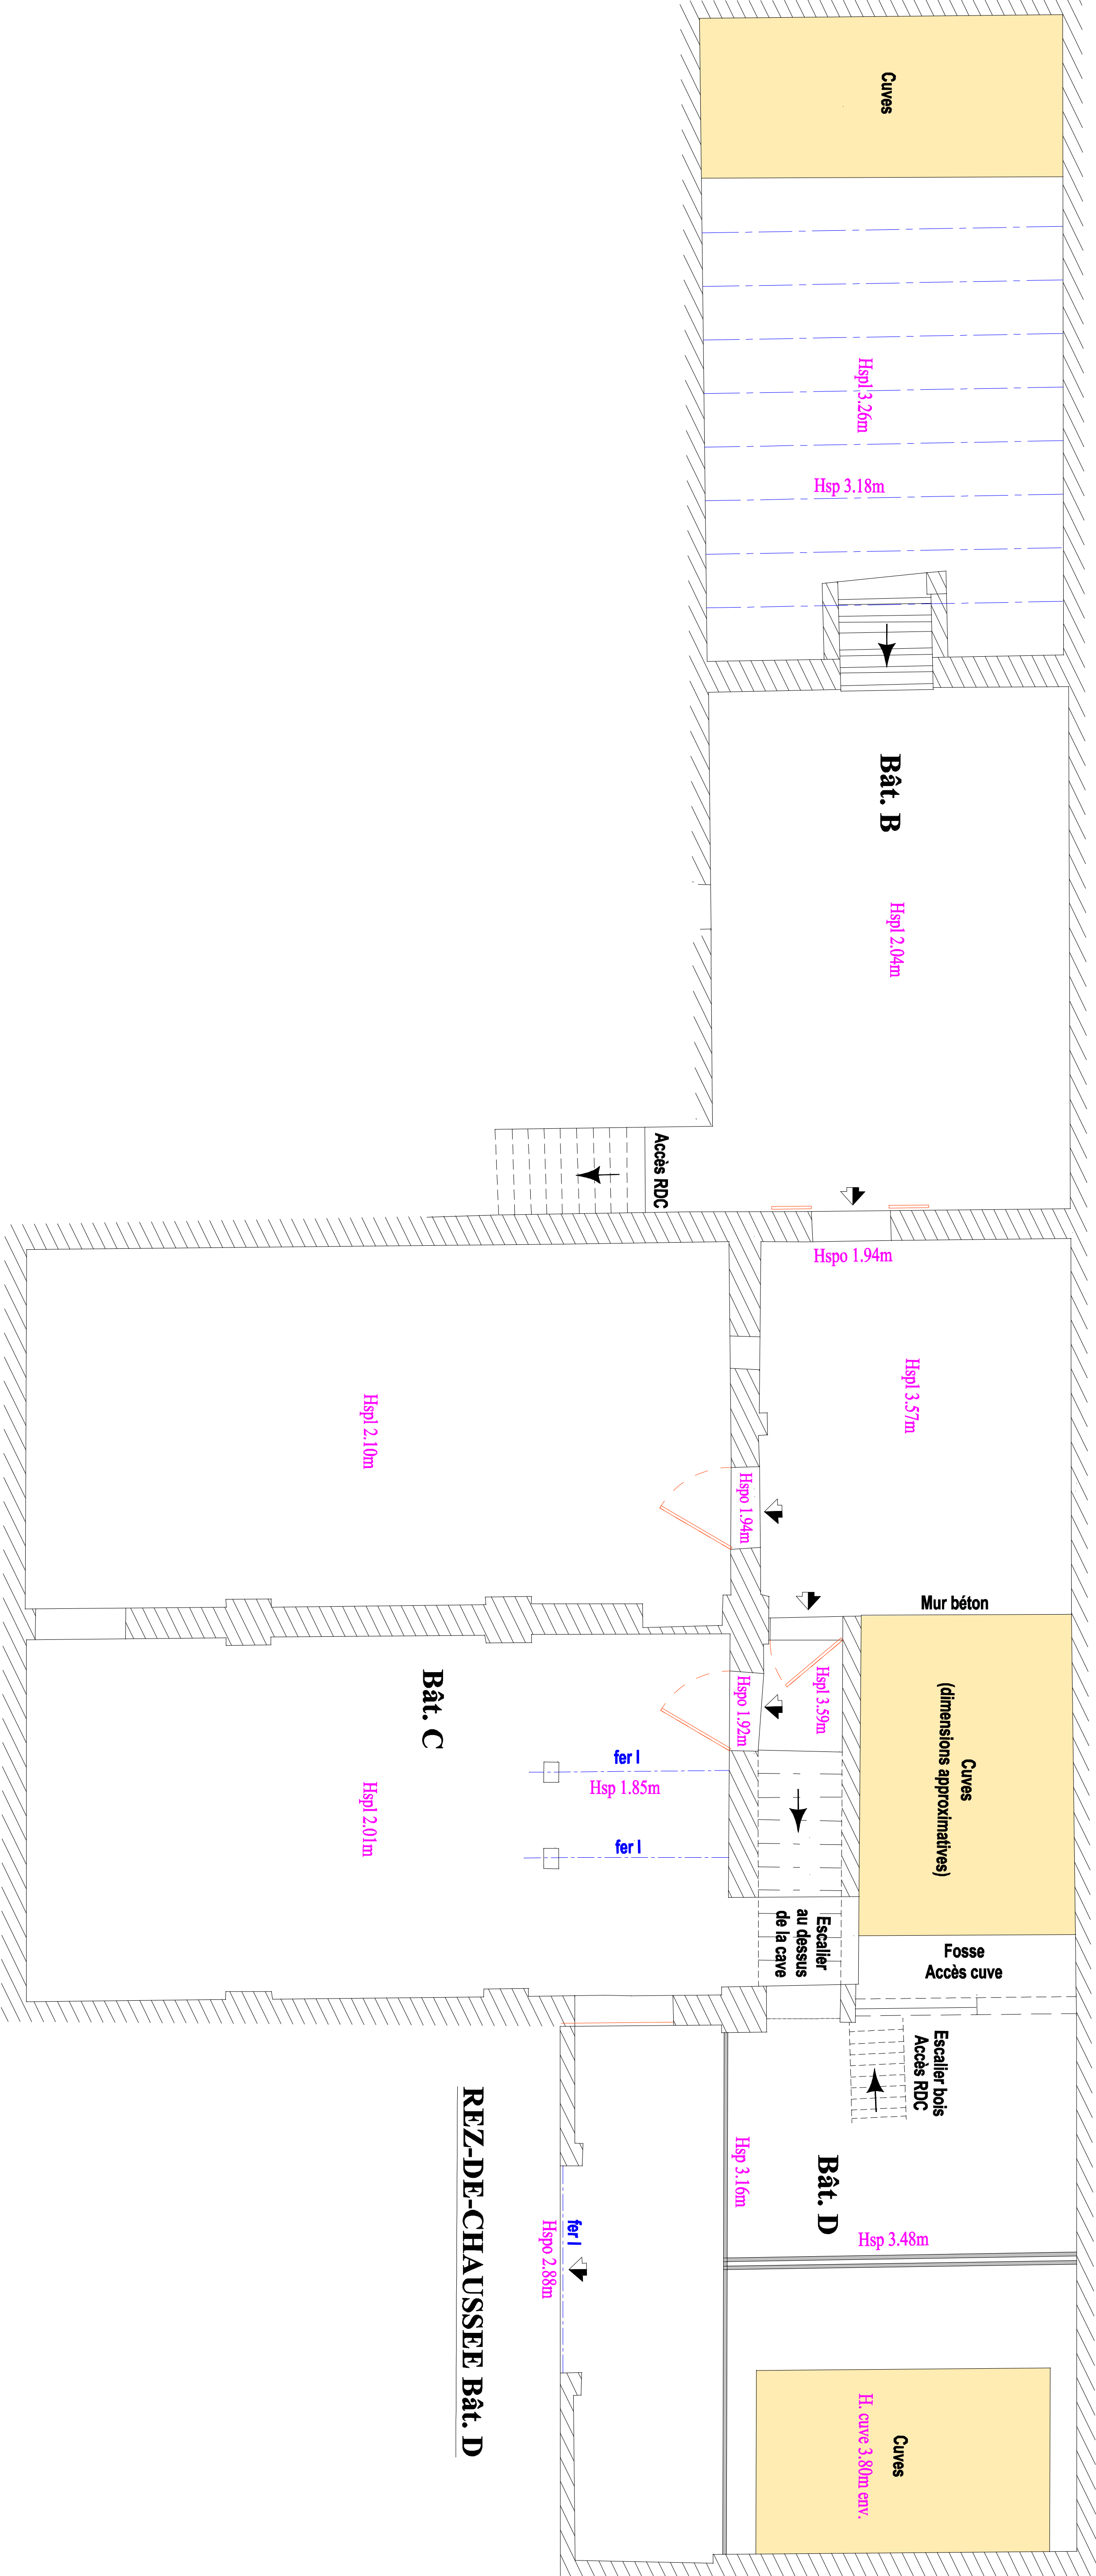 Cuves
Hspl 3.26m
Hsp 3.18m
Bât. B
Hspl 2.04m
Accès RDC
Hspo 1.94m
Hspl 3.57m
Hspl 2.10m
Hspo 1.94m
Mur béton
Cuves
(dimensions approximatives)
Hspl 3.59m
Hspo 1.92m
Bât. C
fer I
Hsp 1.85m
fer I
Hspl 2.01m
Escalier
au dessus
de la cave
Fosse
Accès cuve
Escalier bois
Accès RDC
Bât. D
Hsp 3.16m
Hsp 3.48m
fer I
Hspo 2.88m
REZ-DE-CHAUSSEE Bât. D
Cuves
H. cuve 3.80m env.